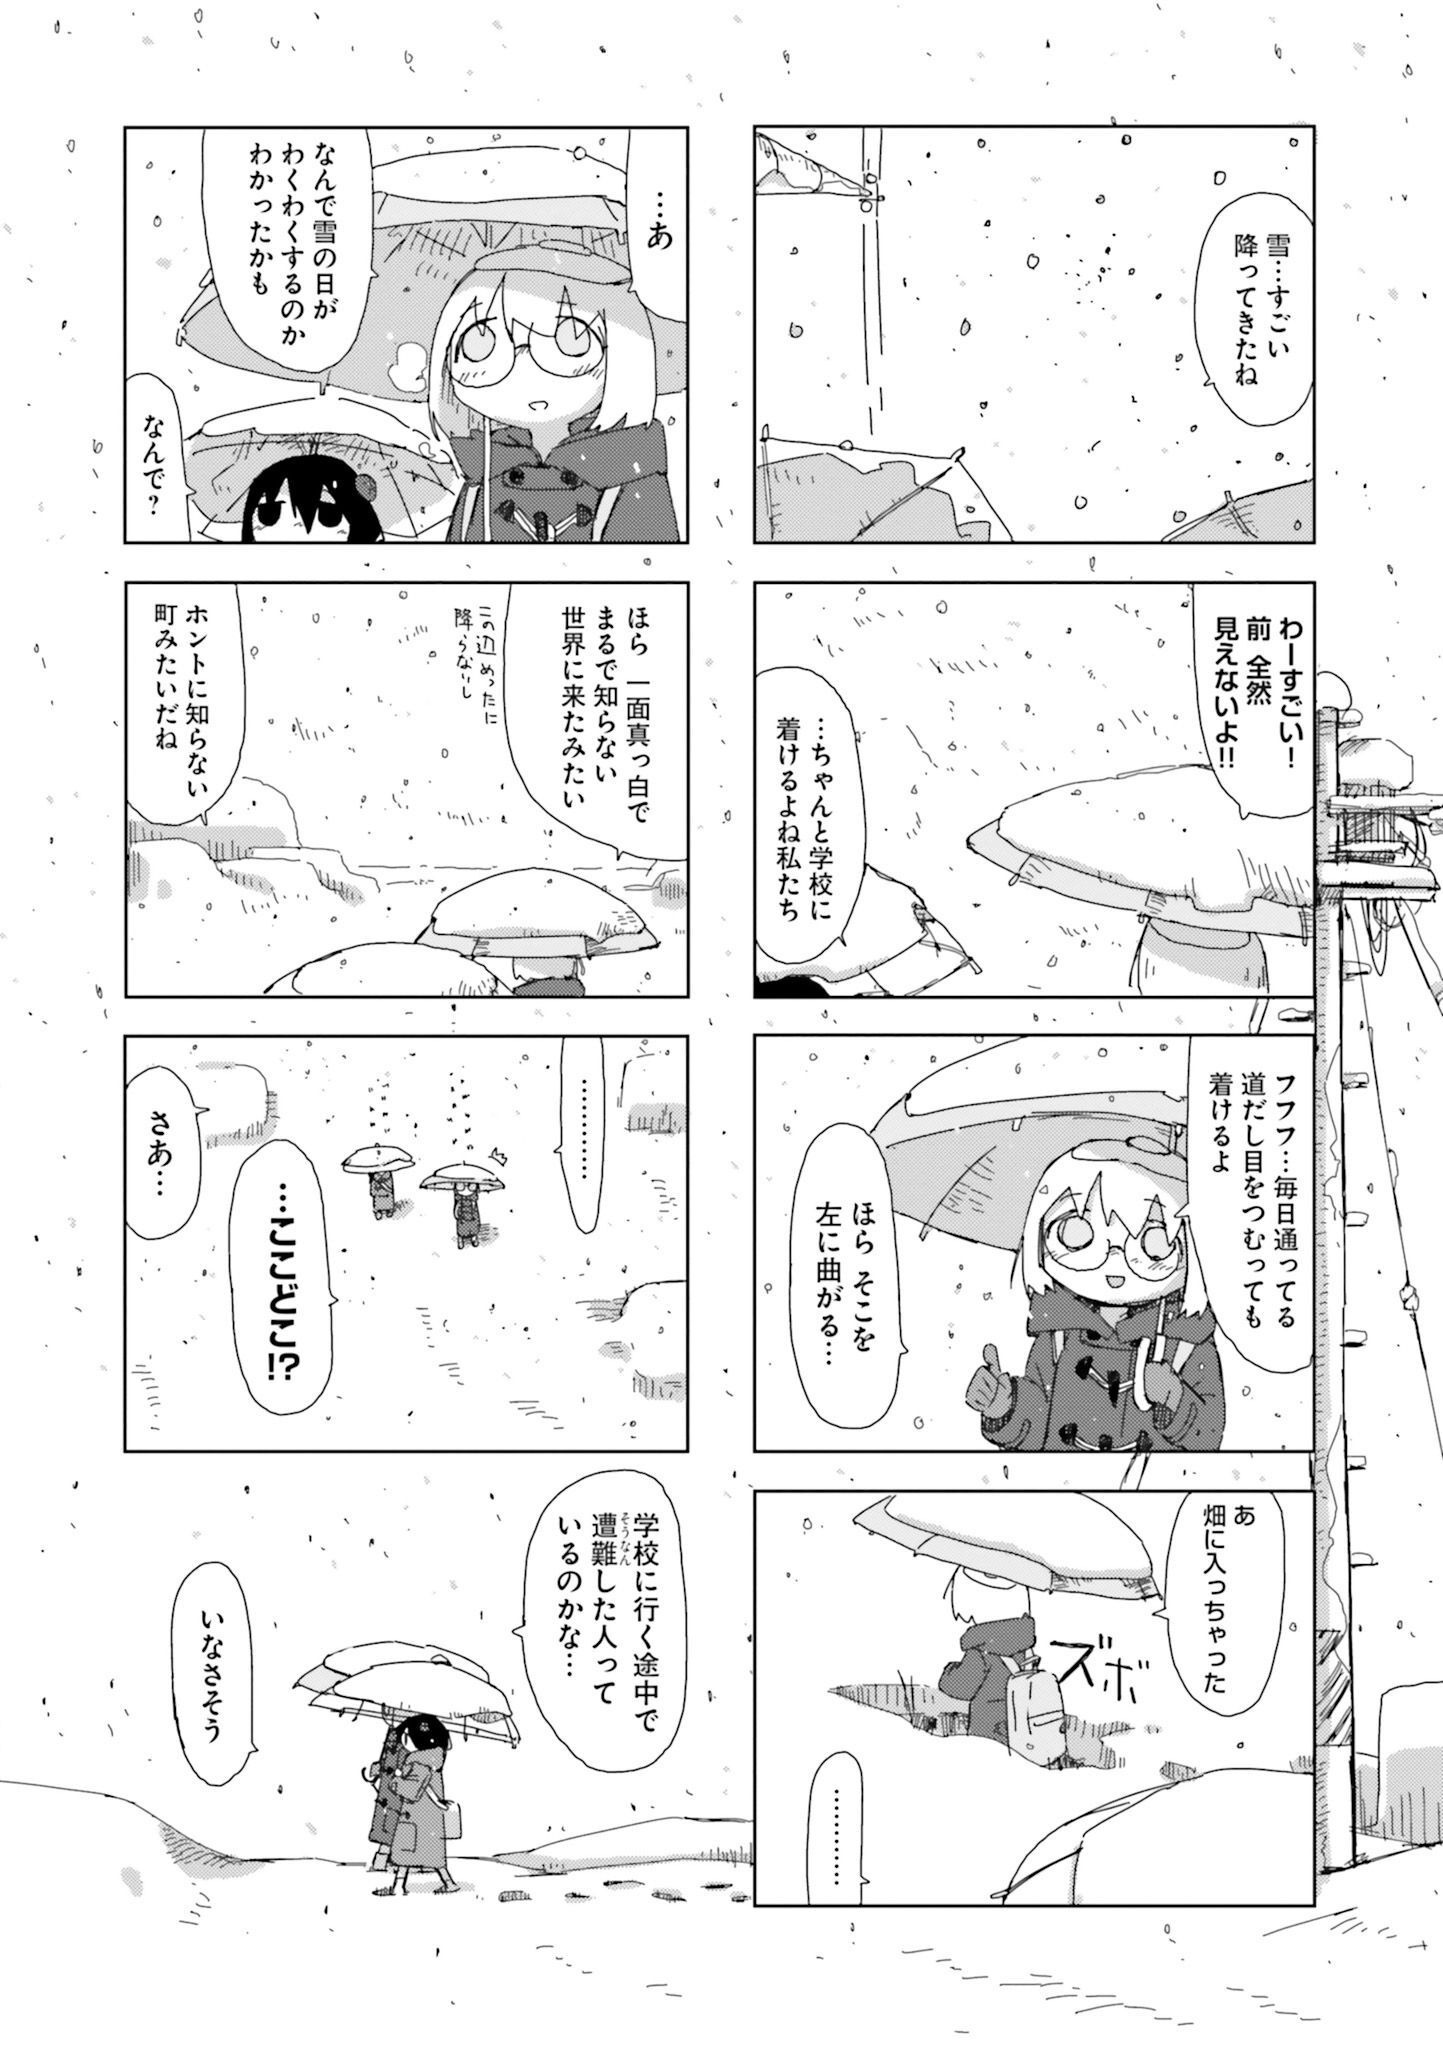 雪…すごい
降ってきたね
わーすごい！
前 全然
見えないよ!!
…ちゃんと学校に
着けるよね私たち
フフフ…毎日通ってる
道だし目をつむっても
着けるよ
ほら そこを
左に曲がる…
あ
畑に入っちゃった
ズボ
…………
…あ
なんで雪の日が
わくわくするのか
わかったかも
なんで？
ほら 一面真っ白で
まるで知らない
世界に来たみたい
この辺めったに
降らないし
ホントに知らない
町みたいだね
…………
…ここどこ!?
さあ…
学校に行く途中で
遭難した人って
そうなん
いるのかな…
いなさそう